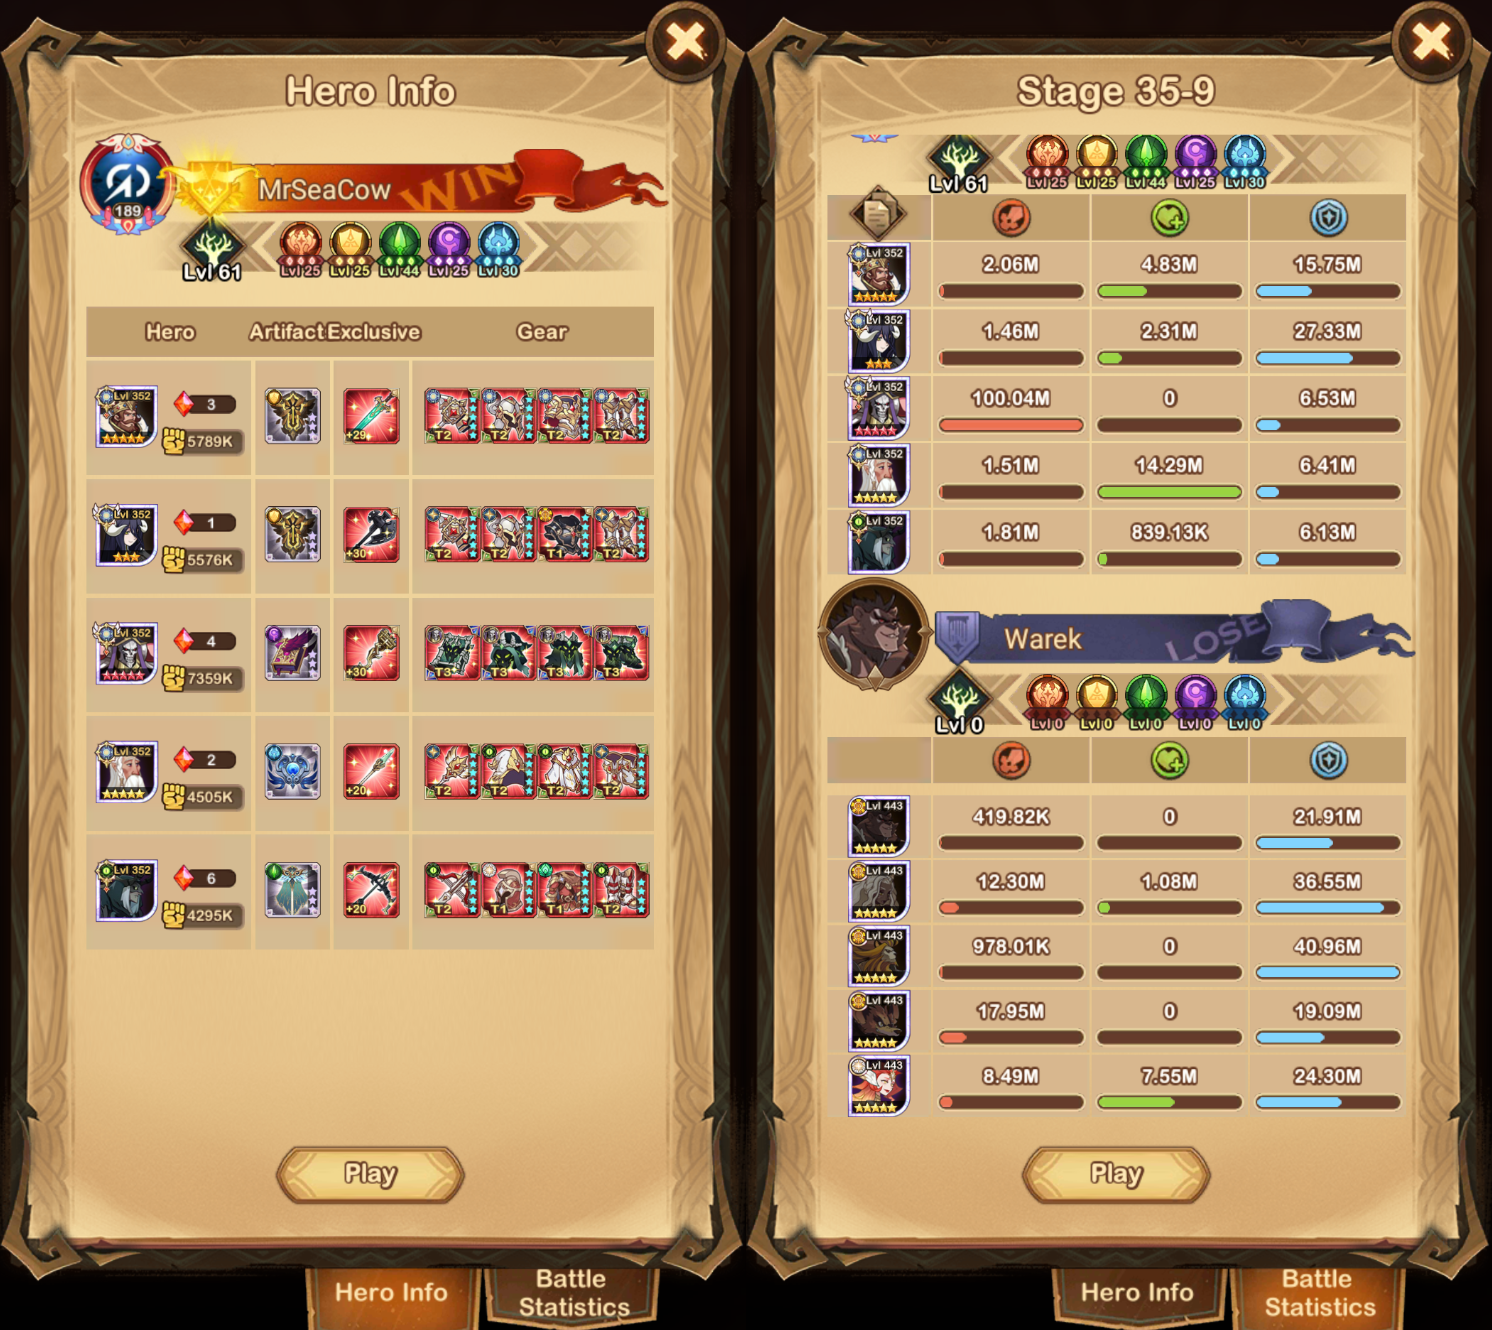 Hero Info
189
MrSeaCow
WIN
Lvl 61
Lvl 25
Lvl 25
Lvl 44
Lvl 25
Lvl 30
Hero
Artifact
Exclusive
Gear
Lvl 352
3
5789K
+29
T2
T2
T2
T2
Lvl 352
1
5576K
+30
T2
T2
T1
T2
Lvl 352
4
7359K
+30
T3
T3
T3
T3
Lvl 352
2
4505K
+20
T2
T2
T2
T2
Lvl 352
6
4295K
+20
T2
T1
T1
T2
Play
Hero Info
Battle
Statistics
Stage 35-9
Lvl 61
Lvl 25
Lvl 25
Lvl 44
Lvl 25
Lvl 30
Lvl 352
2.06M
4.83M
15.75M
Lvl 352
1.46M
2.31M
27.33M
Lvl 352
100.04M
0
6.53M
Lvl 352
1.51M
14.29M
6.41M
Lvl 352
1.81M
839.13K
6.13M
Warek
LOSE
Lvl 0
Lvl 0
Lvl 0
Lvl 0
Lvl 0
Lvl 0
Lvl 443
419.82K
0
21.91M
Lvl 443
12.30M
1.08M
36.55M
Lvl 443
978.01K
0
40.96M
Lvl 443
17.95M
0
19.09M
Lvl 443
8.49M
7.55M
24.30M
Play
Hero Info
Battle
Statistics